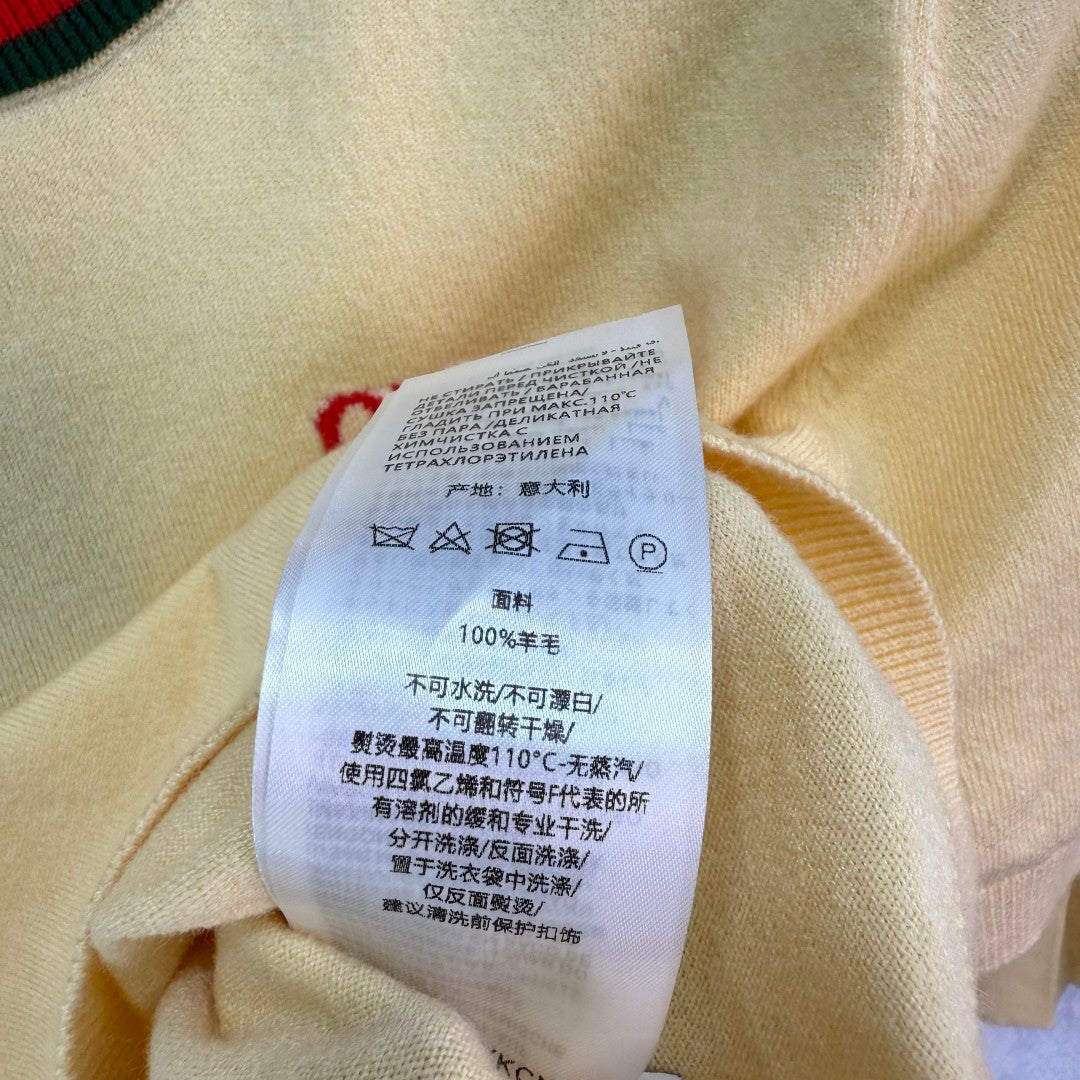 НЕ СТИРАТЬ / ПРИКРЫВАЙТЕ
ДЕТАЛИ ПЕРЕД ЧИСТКОЙ /НЕ
ОТБЕЛИВАТЬ / БАРАБАННАЯ
СУШКА ЗАПРЕЩЕНА/
ГЛАДИТЬ ПРИ МАКС.110°C
БЕЗ ПАРА /ДЕЛИКАТНАЯ
ХИМЧИСТКА С
ИСПОЛЬЗОВАНИЕМ
ТЕТРАХЛОРЭТИЛЕНА
产地：意大利
P
面料
100%羊毛
不可水洗/不可漂白/
不可翻转干燥/
熨烫最高温度110°C-无蒸汽/
使用四氯乙烯和符号F代表的所
有溶剂的缓和专业干洗/
分开洗涤/反面洗涤/
置于洗衣袋中洗涤/
仅反面熨烫/
建议清洗前保护扣饰